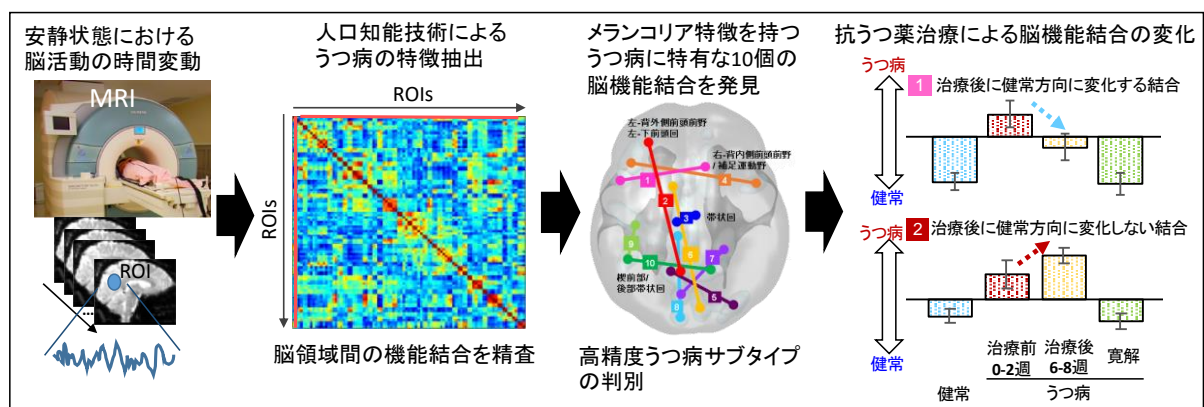 安静状態における
脳活動の時間変動
MRI
ROI
...
人口知能技術による
うつ病の特徴抽出
ROIs
ROIs
脳領域間の機能結合を精査
メランコリア特徴を持つ
うつ病に特有な10個の
脳機能結合を発見
左-背外側前頭前野
左-下前頭回
右-背内側前頭前野
/補足運動野
1
4
2
帯状回
3
9
6
7
10
楔前部/
後部帯状回
5
8
高精度うつ病サブタイプ
の判別
抗うつ薬治療による脳機能結合の変化
うつ病
1 治療後に健常方向に変化する結合
健常
うつ病
2 治療後に健常方向に変化しない結合
健常
治療前
0-2週
治療後
6-8週
寛解
健常
うつ病